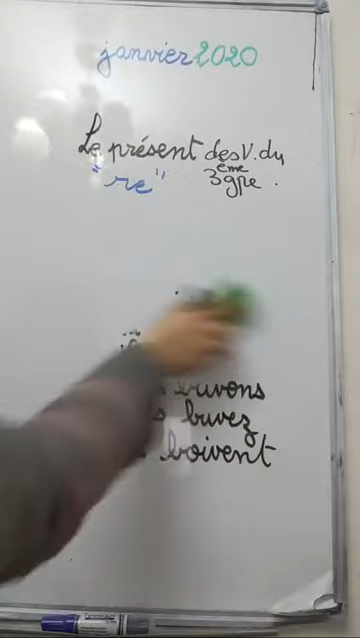 janvier 2020
Le présent des V. du
"re" 3ème gpe.
buvons
buvez
boivent